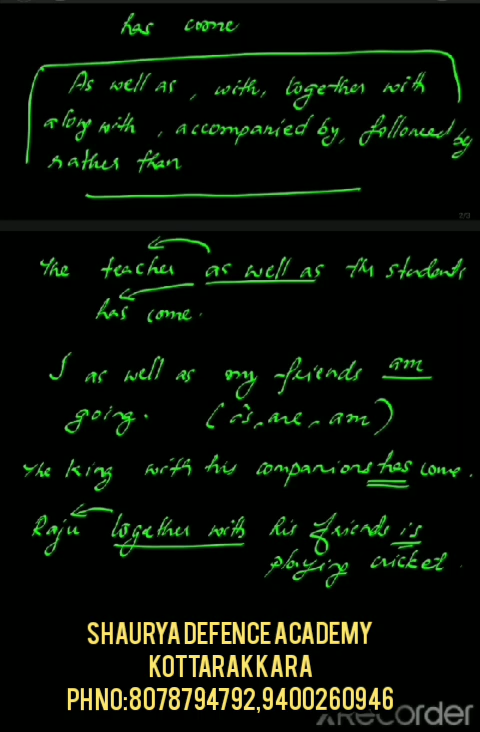 has come
As well as, with, together with
along with, accompanied by, followed by
rather than
2/3
The teacher as well as the students
has come.
I as well as my friends am
going. (is, are, am)
The king with his companions has come.
Raju together with his friends is
playing cricket.
SHAURYA DEFENCE ACADEMY
KOTTARAKKARA
PHNO:8078794792,9400260946
XRecorder